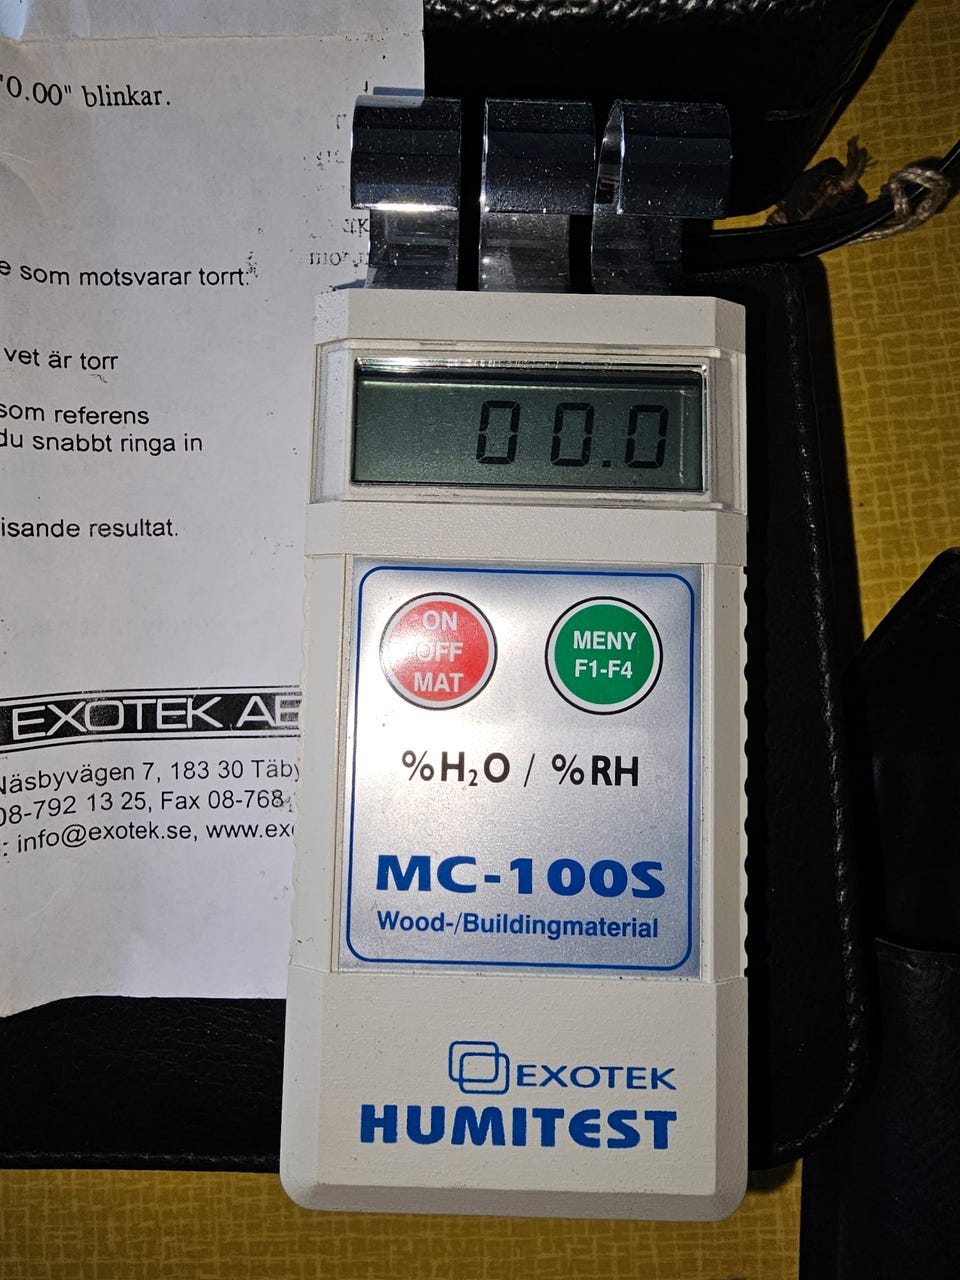 "0.00" blinkar.
e som motsvarar torrt.
vet är torr
som referens
du snabbt ringa in
isande resultat.
EXOTEK AB
Näsbyvägen 7, 183 30 Täby
08-792 13 25, Fax 08-768
: info@exotek.se, www.exo
00.0
ON
OFF
MAT
MENY
F1-F4
%H₂O / %RH
MC-100S
Wood-/Buildingmaterial
EXOTEK
HUMITEST